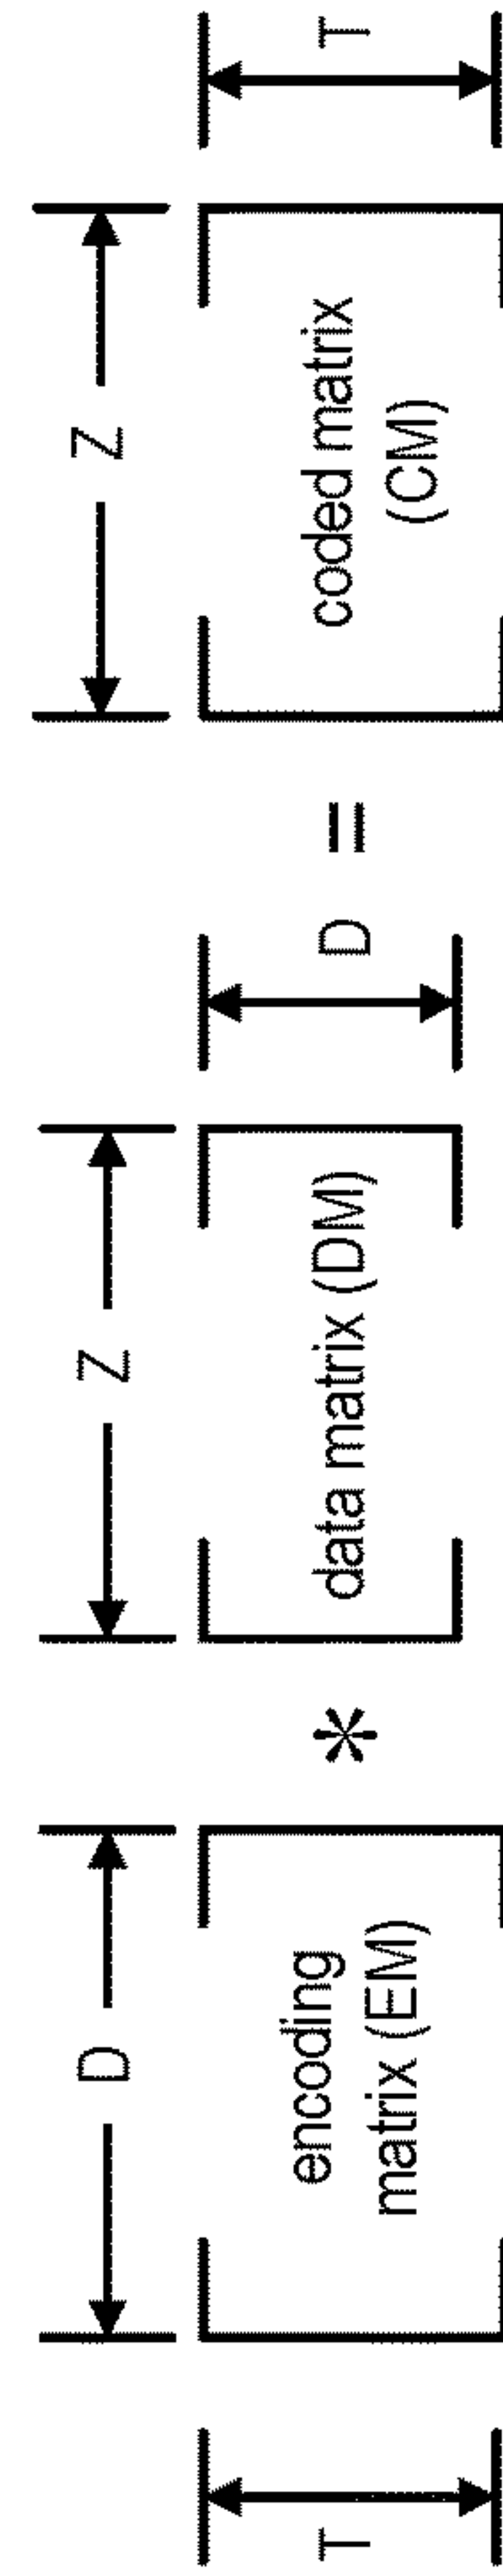 T
D
encoding
matrix (EM)
*
Z
data matrix (DM)
D
=
Z
coded matrix
(CM)
T